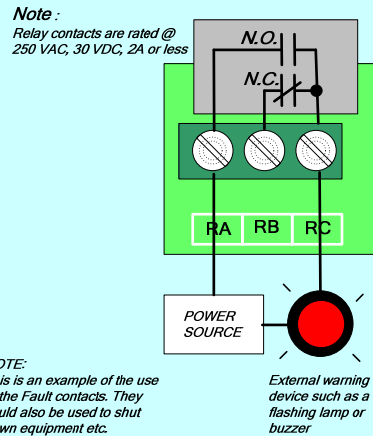 Note :
Relay contacts are rated @
250 VAC, 30 VDC, 2A or less
N.O.
N.C.
RA RB RC
POWER
SOURCE
OTE:
is is an example of the use
the Fault contacts. They
uld also be used to shut
wn equipment etc.
External warning
device such as a
flashing lamp or
buzzer